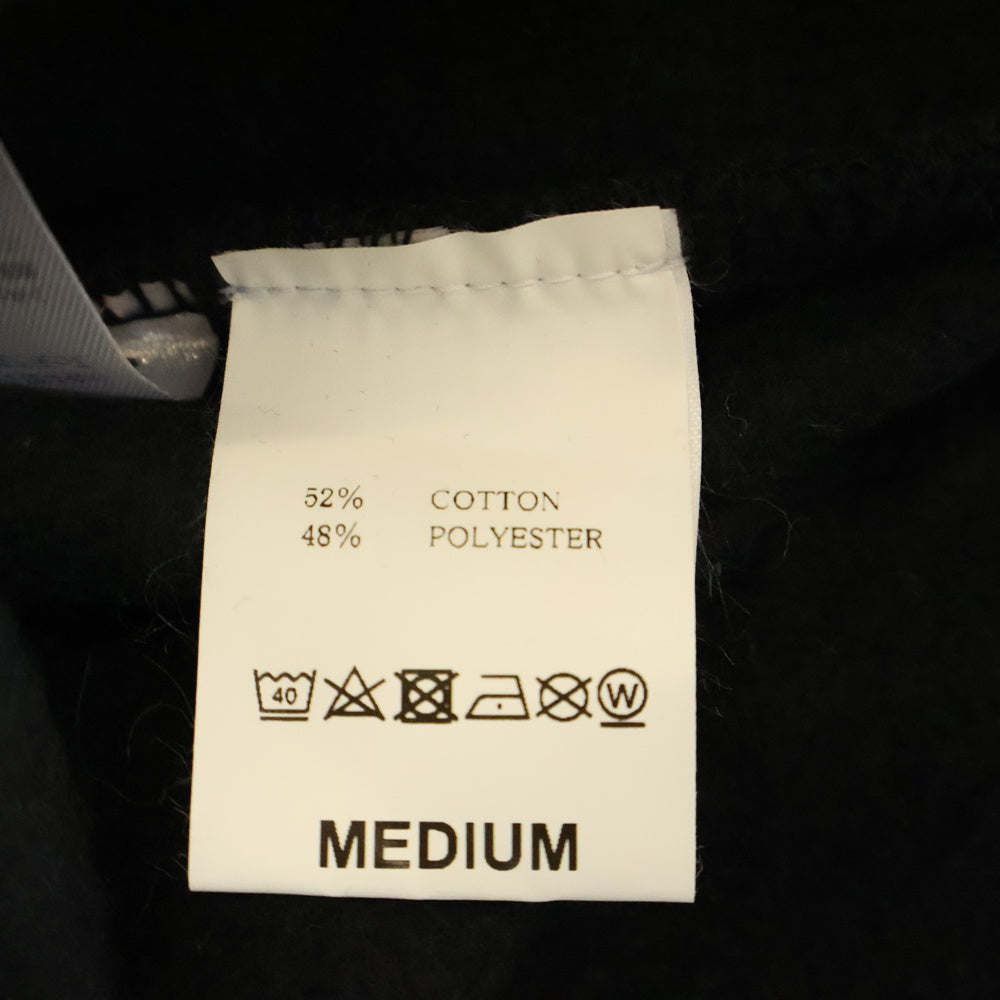 52% COTTON
48% POLYESTER
40 W
MEDIUM